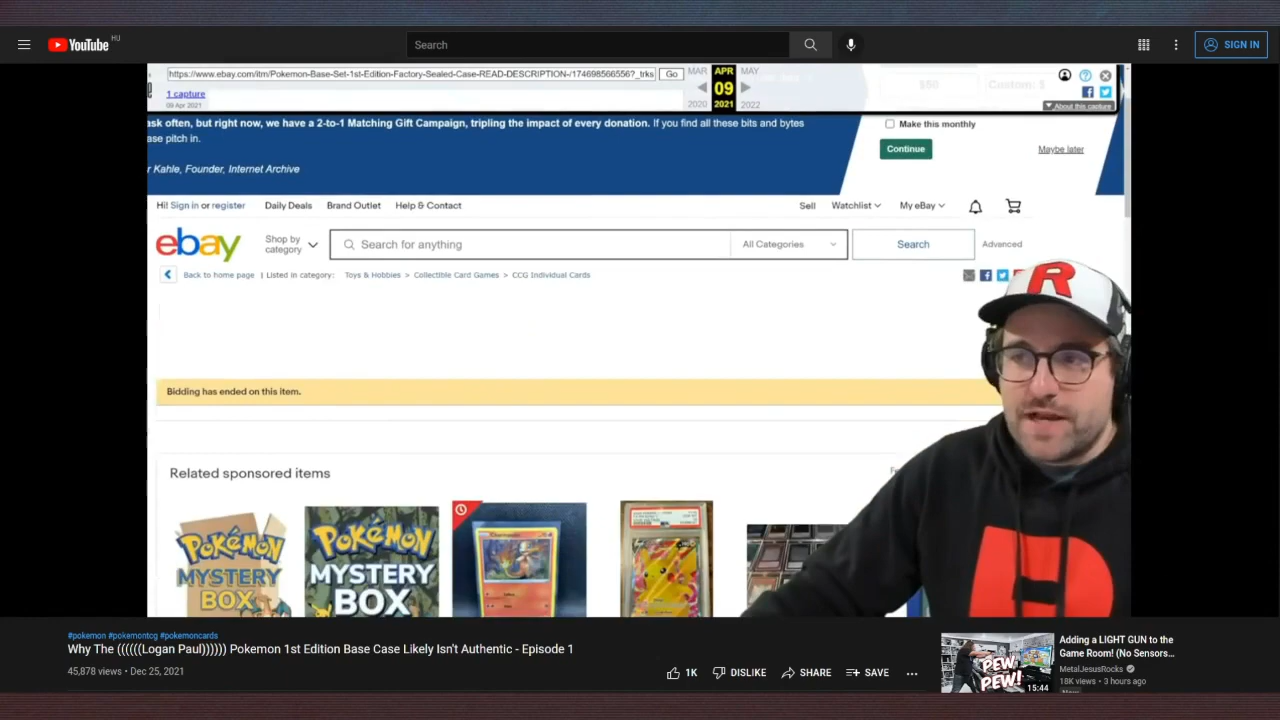 YouTube HU
Search
SIGN IN
https://www.ebay.com/itm/Pokemon-Base-Set-1st-Edition-Factory-Sealed-Case-READ-DESCRIPTION-/174698566556?_trks
Go
MAR APR MAY
09
2020 2021 2022
1 capture
09 Apr 2021
$50 Custom: $
About this capture
ask often, but right now, we have a 2-to-1 Matching Gift Campaign, tripling the impact of every donation. If you find all these bits and bytes
ase pitch in.
r Kahle, Founder, Internet Archive
Make this monthly
Continue
Maybe later
Hi! Sign in or register Daily Deals Brand Outlet Help & Contact
Sell Watchlist My eBay
ebay
Shop by
category
Search for anything
All Categories
Search
Advanced
Back to home page | Listed in category: Toys & Hobbies > Collectible Card Games > CCG Individual Cards
R
Bidding has ended on this item.
Related sponsored items
POKéMON
MYSTERY
BOX
POKéMON
MYSTERY
BOX
R
#pokemon #pokemontcg #pokemoncards
Why The ((((((Logan Paul)))))) Pokemon 1st Edition Base Case Likely Isn't Authentic - Episode 1
45,878 views • Dec 25, 2021
1K DISLIKE SHARE SAVE
PEW
PEW!
15:44
Adding a LIGHT GUN to the
Game Room! (No Sensors...
MetalJesusRocks
18K views • 3 hours ago
New